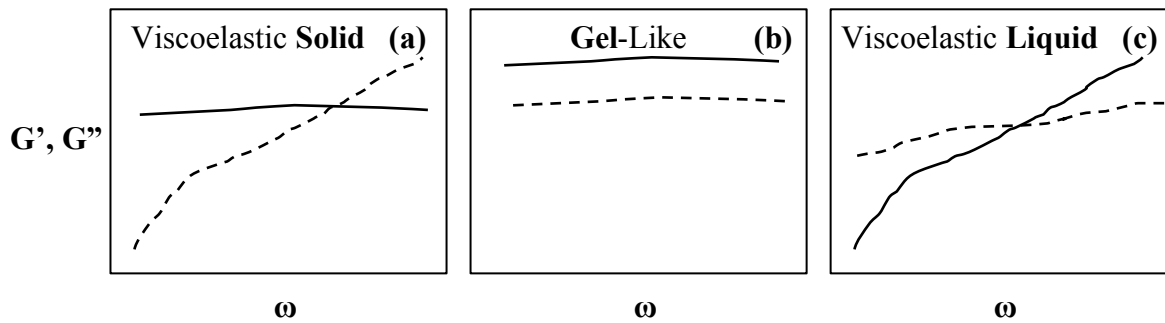 Viscoelastic Solid (a)
Gel-Like (b)
Viscoelastic Liquid (c)
G’, G”
ω
ω
ω